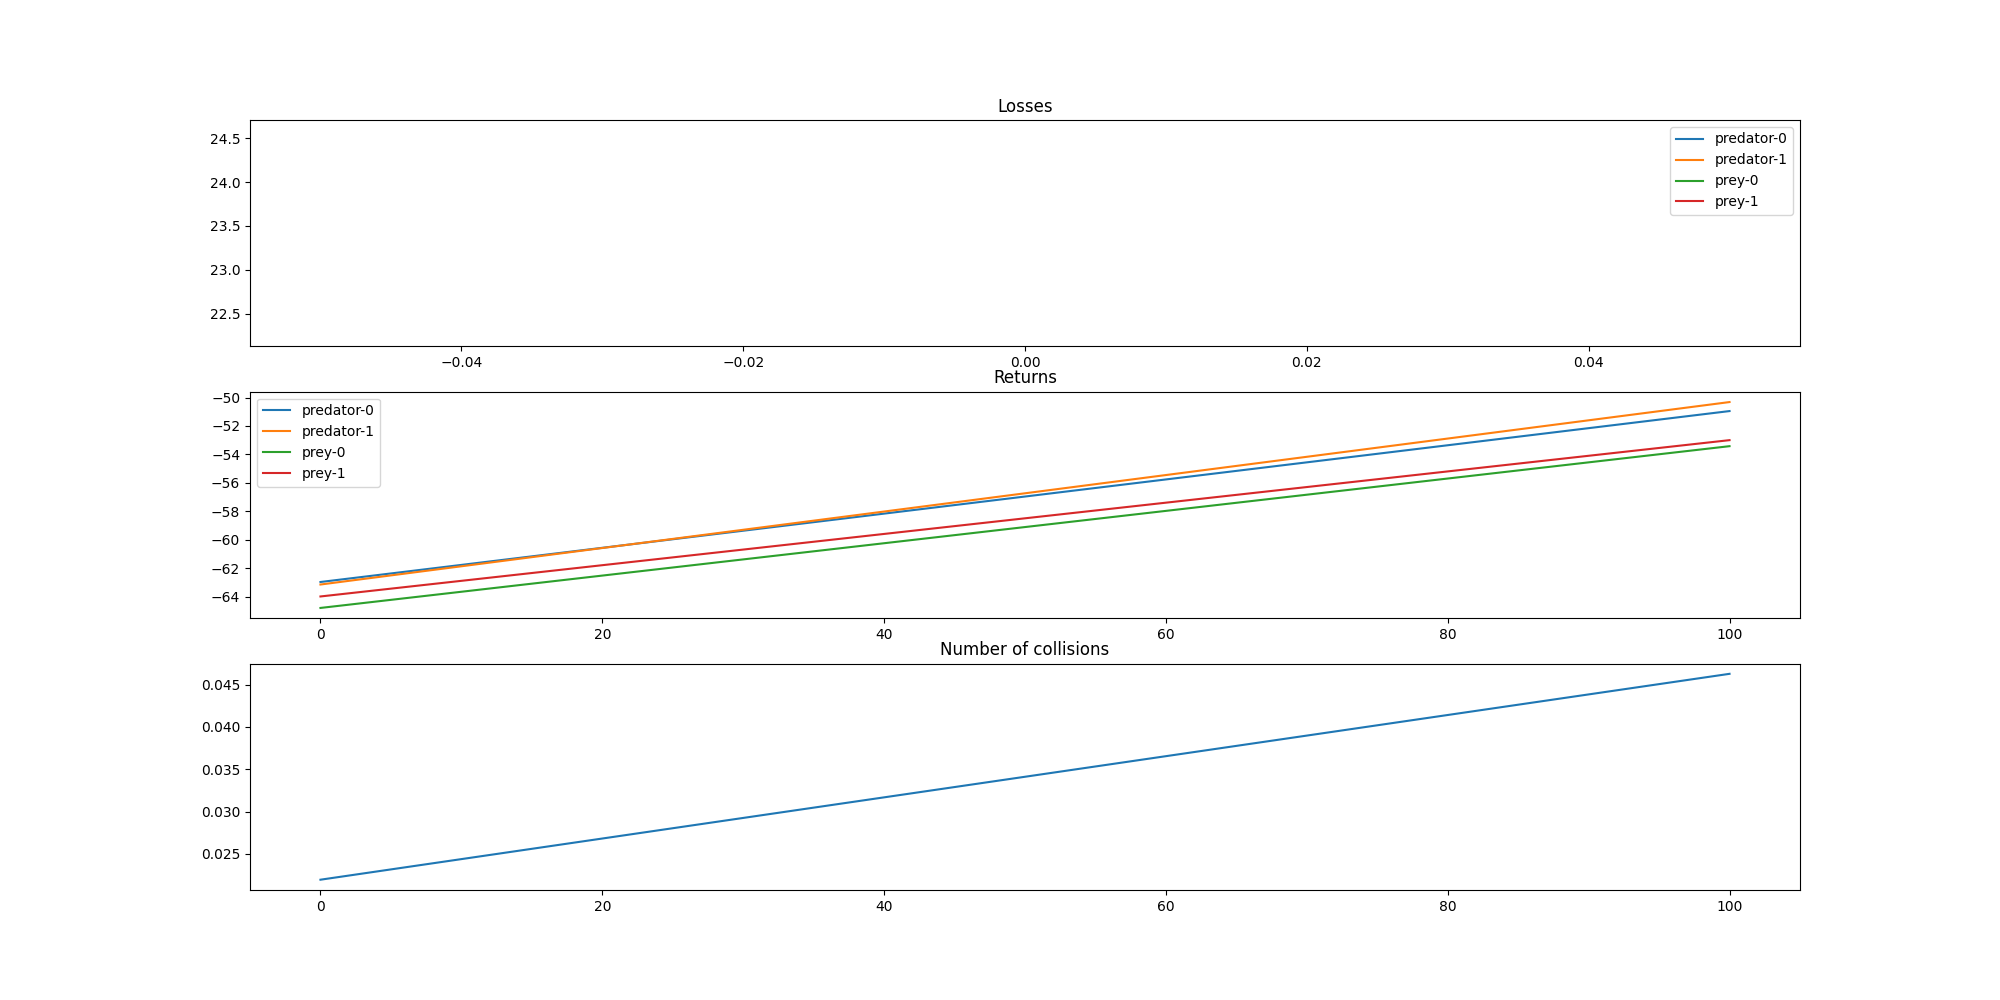 Losses
24.5
24.0
23.5
23.0
22.5
predator-0
predator-1
prey-0
prey-1
−0.04 −0.02 0.00 0.02 0.04
Returns
−50
−52
−54
−56
−58
−60
−62
−64
predator-0
predator-1
prey-0
prey-1
0 20 40 60 80 100
Number of collisions
0.045
0.040
0.035
0.030
0.025
0 20 40 60 80 100